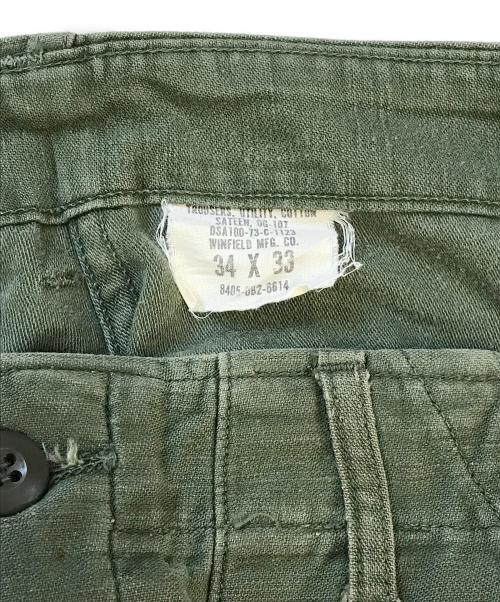 TROUSERS, UTILITY, COTTON
SATEEN, OG-107
DSA100-73-C-1123
WINFIELD MFG. CO.
34 X 33
8405-082-6614